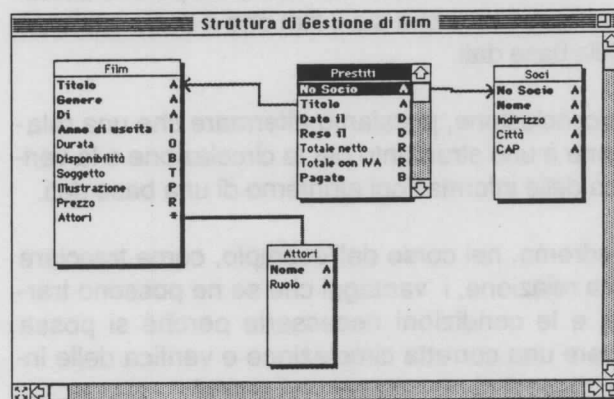 Struttura di Gestione di film
Film
Titolo A
Genere A
Di A
Anno di uscita A
Durata
Disponibilità
Soggetto T
Illustrazione P
Prezzo R
Attori *
Prestiti
No Socio A
Titolo A
Dato il D
Reso il D
Totale netto R
Totale con IVA R
Pagate B
Soci
No Socio A
Nome A
Indirizzo A
Città A
CAP A
Attori
Nome A
Ruolo A